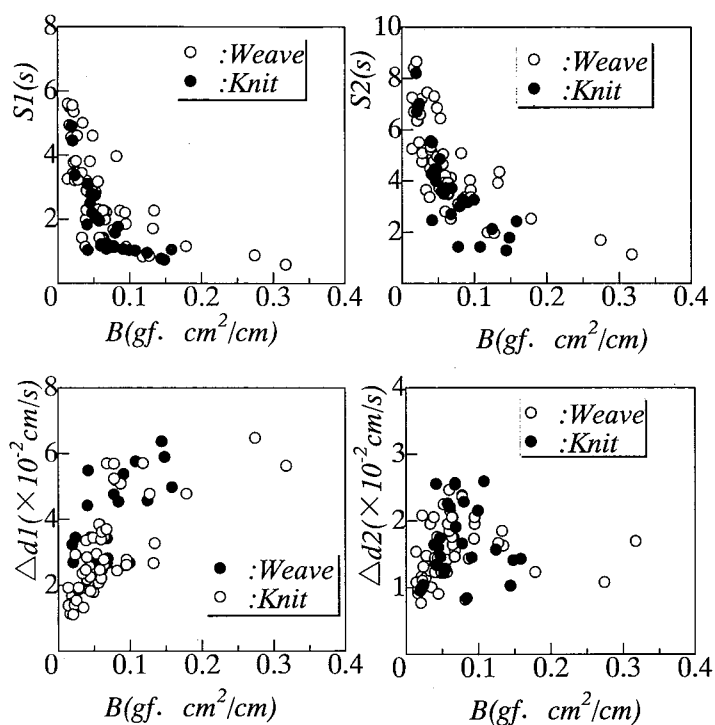 S1(s)
8
6
4
2
0
0.1
0.2
0.3
0.4
B(gf. cm²/cm)
○ :Weave
● :Knit
S2(s)
10
8
6
4
2
0
0.1
0.2
0.3
0.4
B(gf. cm²/cm)
○ :Weave
● :Knit
△d1(×10⁻²cm/s)
8
6
4
2
0
0.1
0.2
0.3
0.4
B(gf. cm²/cm)
● :Weave
○ :Knit
△d2(×10⁻²cm/s)
4
3
2
1
0
0.1
0.2
0.3
0.4
B(gf. cm²/cm)
○ :Weave
● :Knit